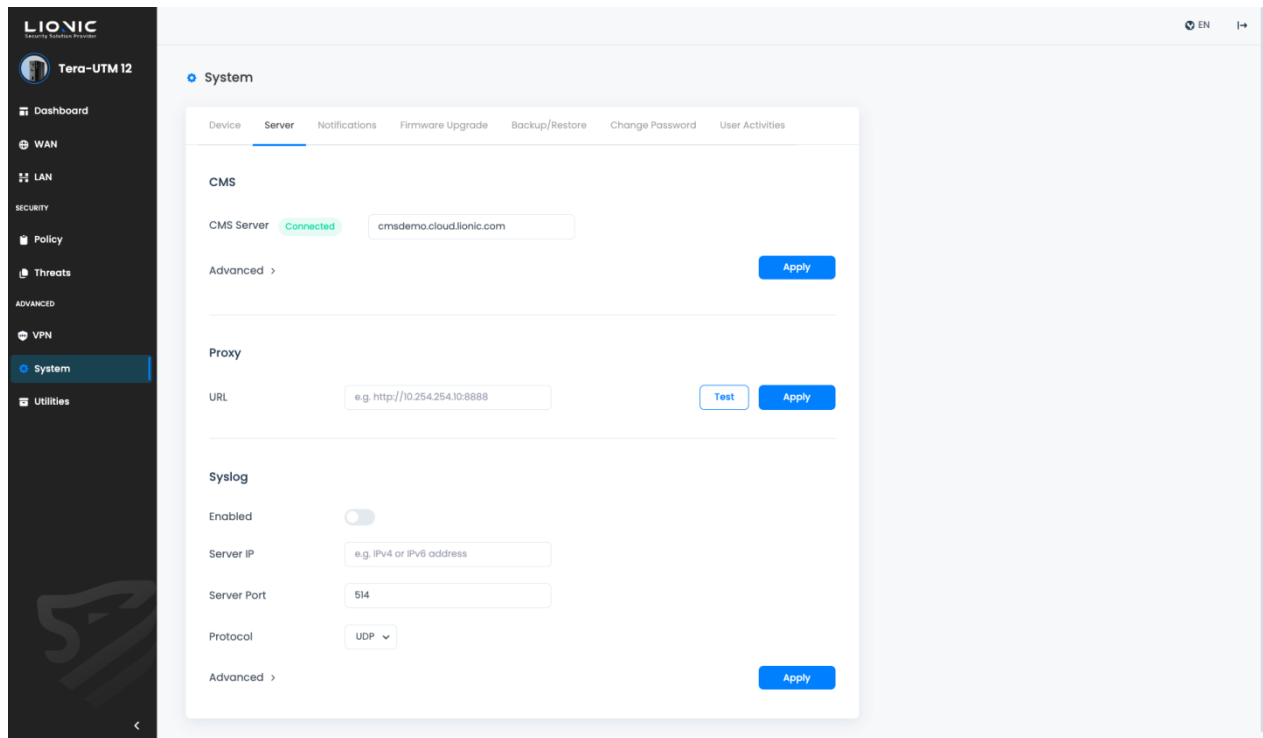 LIONIC
Security Solution Provider
EN
Tera-UTM 12
Dashboard
WAN
LAN
SECURITY
Policy
Threats
ADVANCED
VPN
System
Utilities
System
Device Server Notifications Firmware Upgrade Backup/Restore Change Password User Activities
CMS
CMS Server Connected cmsdemo.cloud.lionic.com
Advanced > Apply
Proxy
URL e.g. http://10.254.254.10:8888 Test Apply
Syslog
Enabled
Server IP e.g. IPv4 or IPv6 address
Server Port 514
Protocol UDP
Advanced > Apply